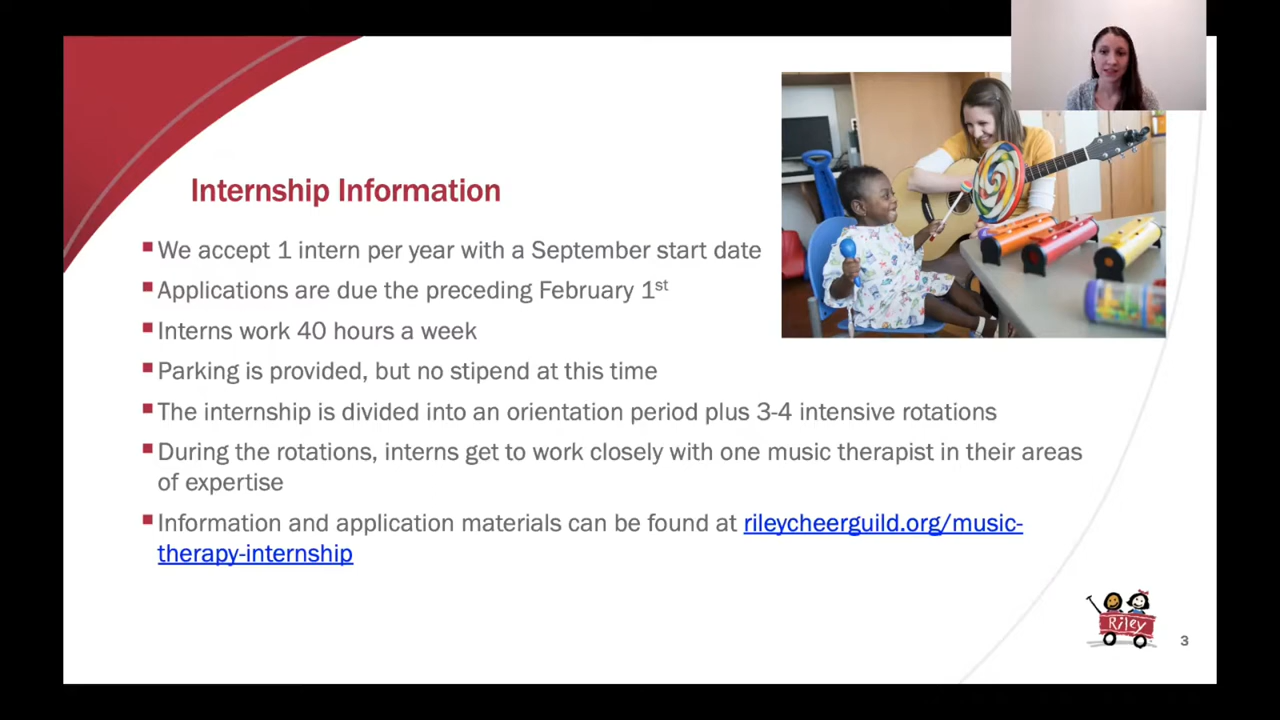 Internship Information
▪We accept 1 intern per year with a September start date
▪Applications are due the preceding February 1st
▪Interns work 40 hours a week
▪Parking is provided, but no stipend at this time
▪The internship is divided into an orientation period plus 3-4 intensive rotations
▪During the rotations, interns get to work closely with one music therapist in their areas
of expertise
▪Information and application materials can be found at rileycheerguild.org/music-
therapy-internship
Riley
3